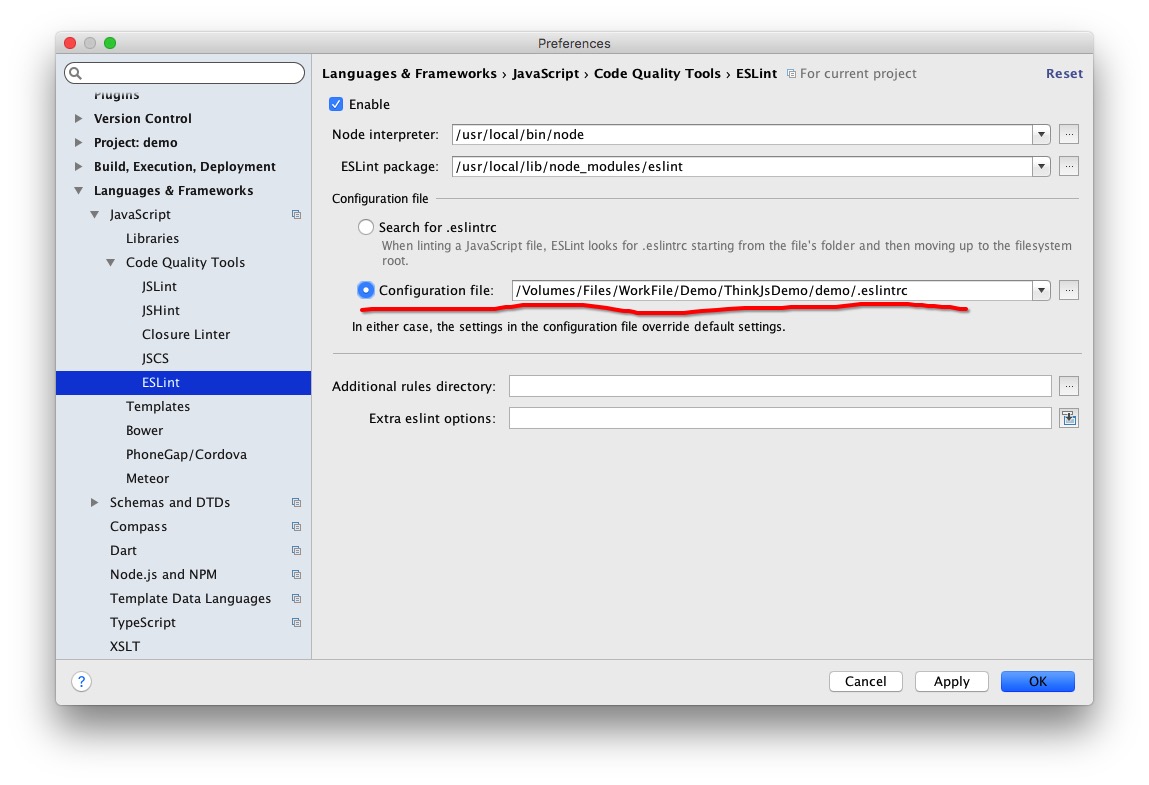 Preferences
Plugins
Version Control
Project: demo
Build, Execution, Deployment
Languages & Frameworks
JavaScript
Libraries
Code Quality Tools
JSLint
JSHint
Closure Linter
JSCS
ESLint
Templates
Bower
PhoneGap/Cordova
Meteor
Schemas and DTDs
Compass
Dart
Node.js and NPM
Template Data Languages
TypeScript
XSLT
Languages & Frameworks › JavaScript › Code Quality Tools › ESLint For current project Reset
Enable
Node interpreter: /usr/local/bin/node ...
ESLint package: /usr/local/lib/node_modules/eslint ...
Configuration file
Search for .eslintrc
When linting a JavaScript file, ESLint looks for .eslintrc starting from the file's folder and then moving up to the filesystem
root.
Configuration file: /Volumes/Files/WorkFile/Demo/ThinkJsDemo/demo/.eslintrc ...
In either case, the settings in the configuration file override default settings.
Additional rules directory: ...
Extra eslint options:
? Cancel Apply OK